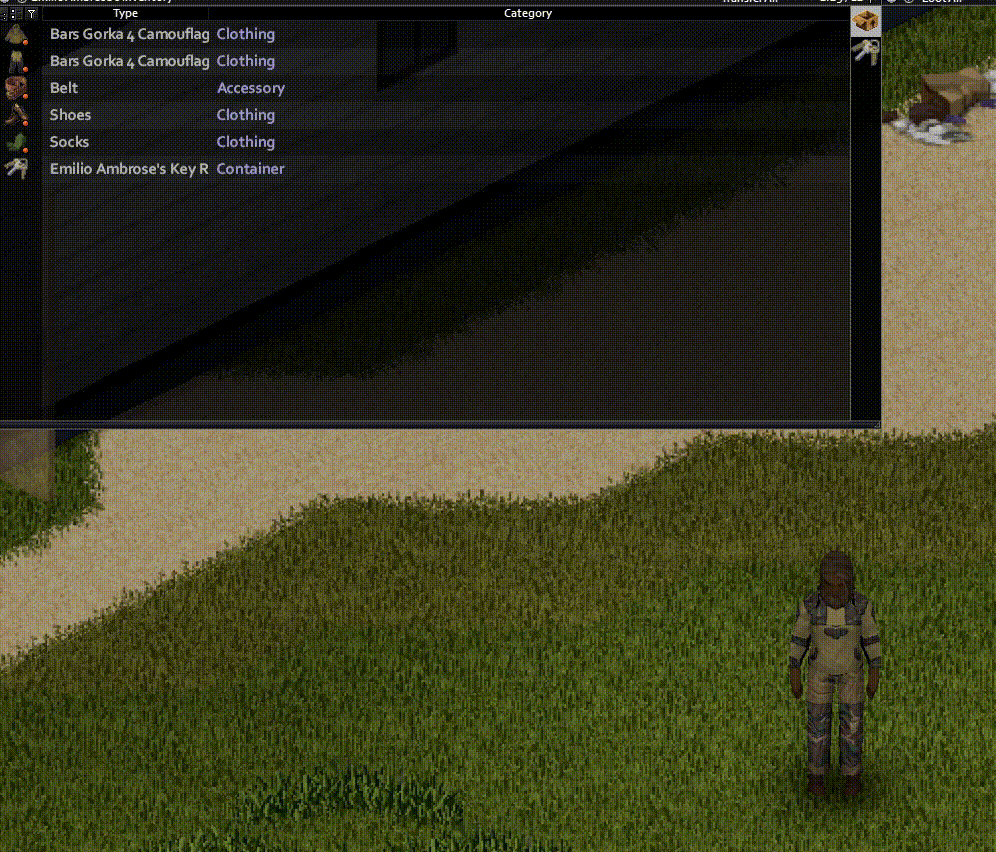 Type Category
Bars Gorka 4 Camouflag Clothing
Bars Gorka 4 Camouflag Clothing
Belt Accessory
Shoes Clothing
Socks Clothing
Emilio Ambrose's Key R Container